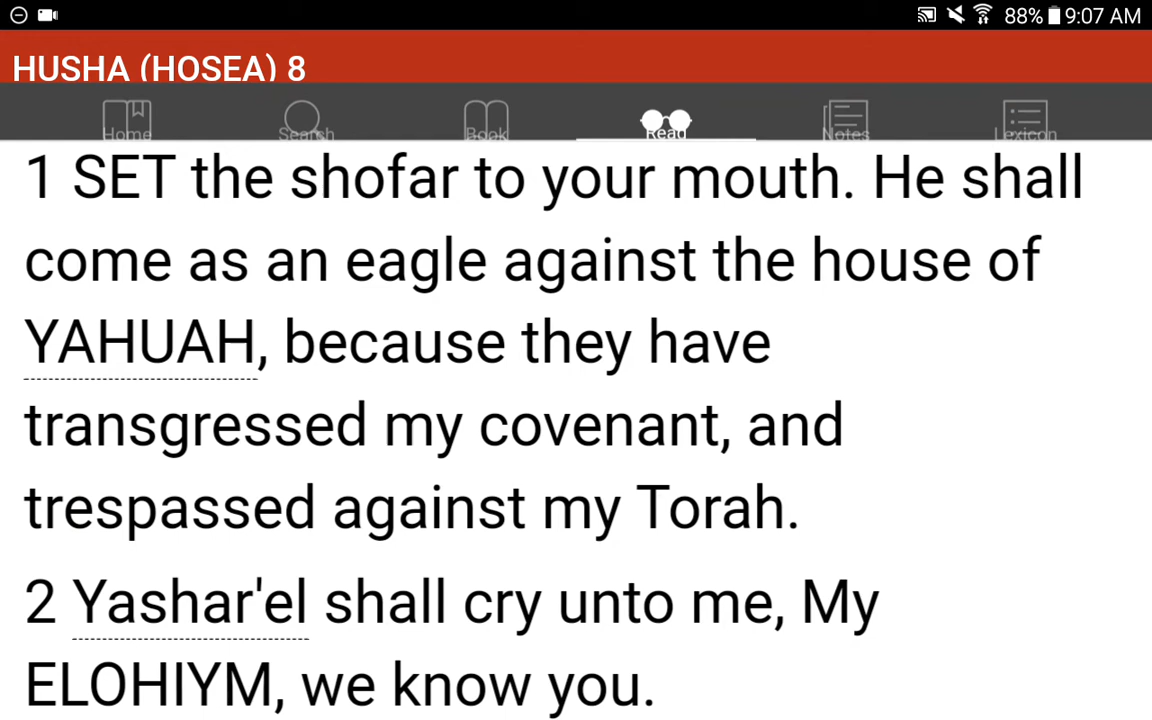 88% 9:07 AM
HUSHA (HOSEA) 8
Home Search Book Read Notes Lexicon
1 SET the shofar to your mouth. He shall
come as an eagle against the house of
YAHUAH, because they have
transgressed my covenant, and
trespassed against my Torah.
2 Yashar'el shall cry unto me, My
ELOHIYM, we know you.